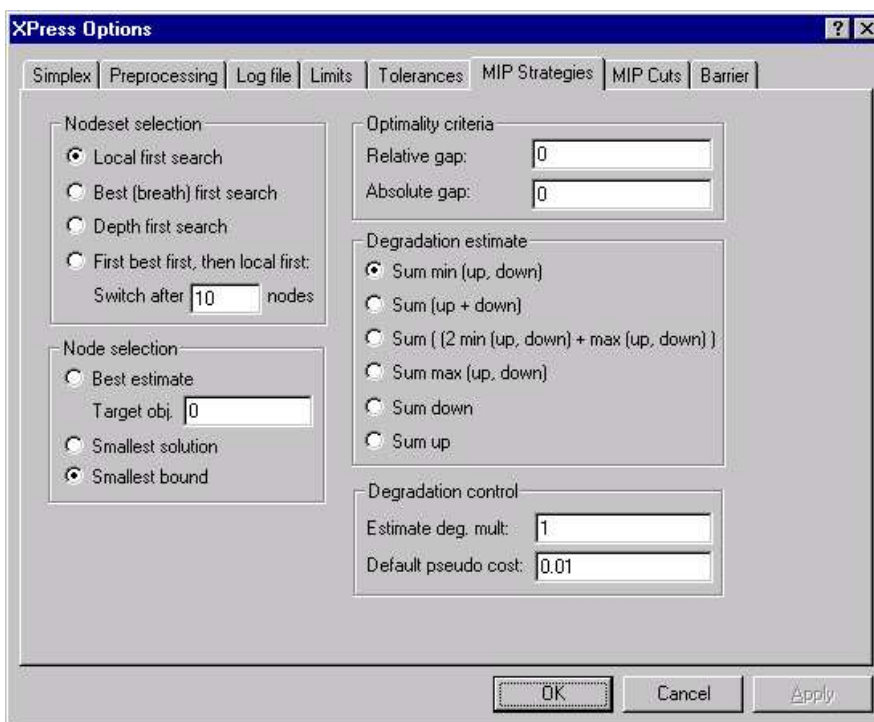 XPress Options
Simplex Preprocessing Log file Limits Tolerances MIP Strategies MIP Cuts Barrier
Nodeset selection
Local first search
Best (breath) first search
Depth first search
First best first, then local first:
Switch after 10 nodes
Node selection
Best estimate
Target obj. 0
Smallest solution
Smallest bound
Optimality criteria
Relative gap: 0
Absolute gap: 0
Degradation estimate
Sum min (up, down)
Sum (up + down)
Sum ( (2 min (up, down) + max (up, down) )
Sum max (up, down)
Sum down
Sum up
Degradation control
Estimate deg. mult: 1
Default pseudo cost: 0.01
OK Cancel Apply